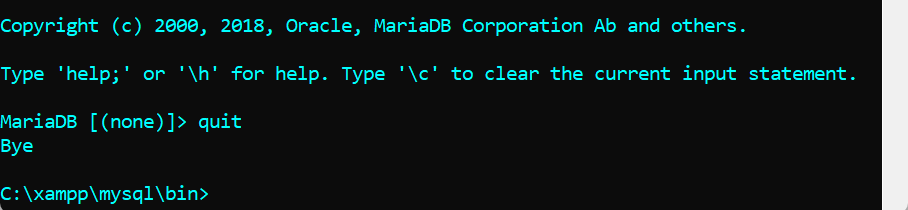 Copyright (c) 2000, 2018, Oracle, MariaDB Corporation Ab and others.
Type 'help;' or '\h' for help. Type '\c' to clear the current input statement.
MariaDB [(none)]> quit
Bye
C:\xampp\mysql\bin>